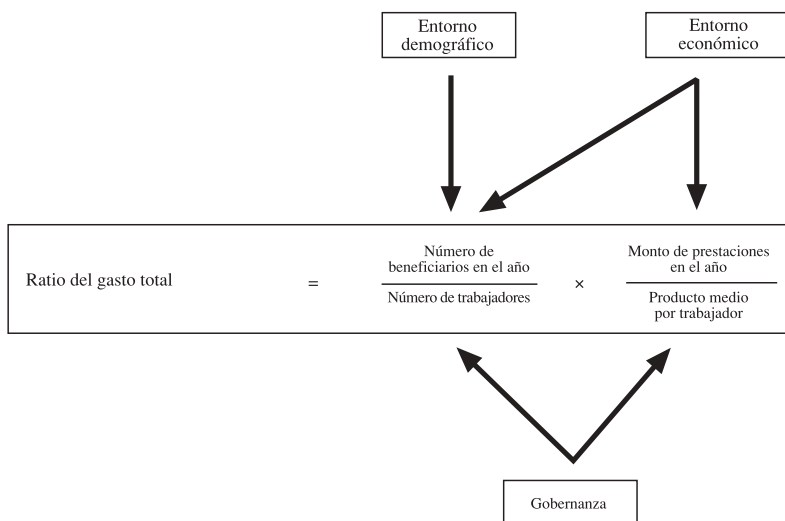 Entorno
demográfico
Entorno
económico
Ratio del gasto total
=
Número de
beneficiarios en el año
Número de trabajadores
×
Monto de prestaciones
en el año
Producto medio
por trabajador
Gobernanza